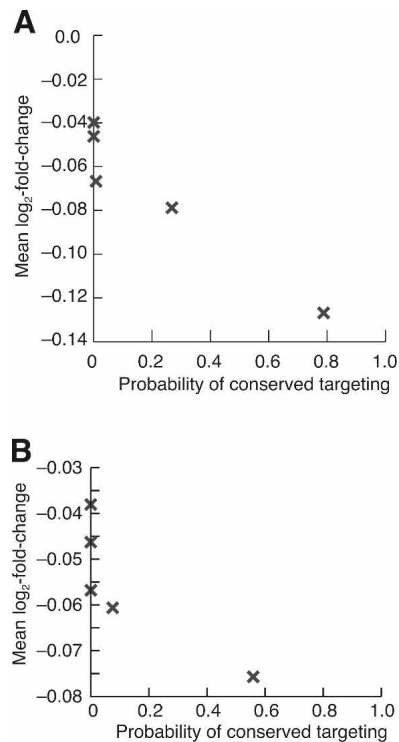 A
0.0
−0.02
−0.04
−0.06
−0.08
−0.10
−0.12
−0.14
Mean log₂-fold-change
0 0.2 0.4 0.6 0.8 1.0
Probability of conserved targeting
B
−0.03
−0.04
−0.05
−0.06
−0.07
−0.08
Mean log₂-fold-change
0 0.2 0.4 0.6 0.8 1.0
Probability of conserved targeting